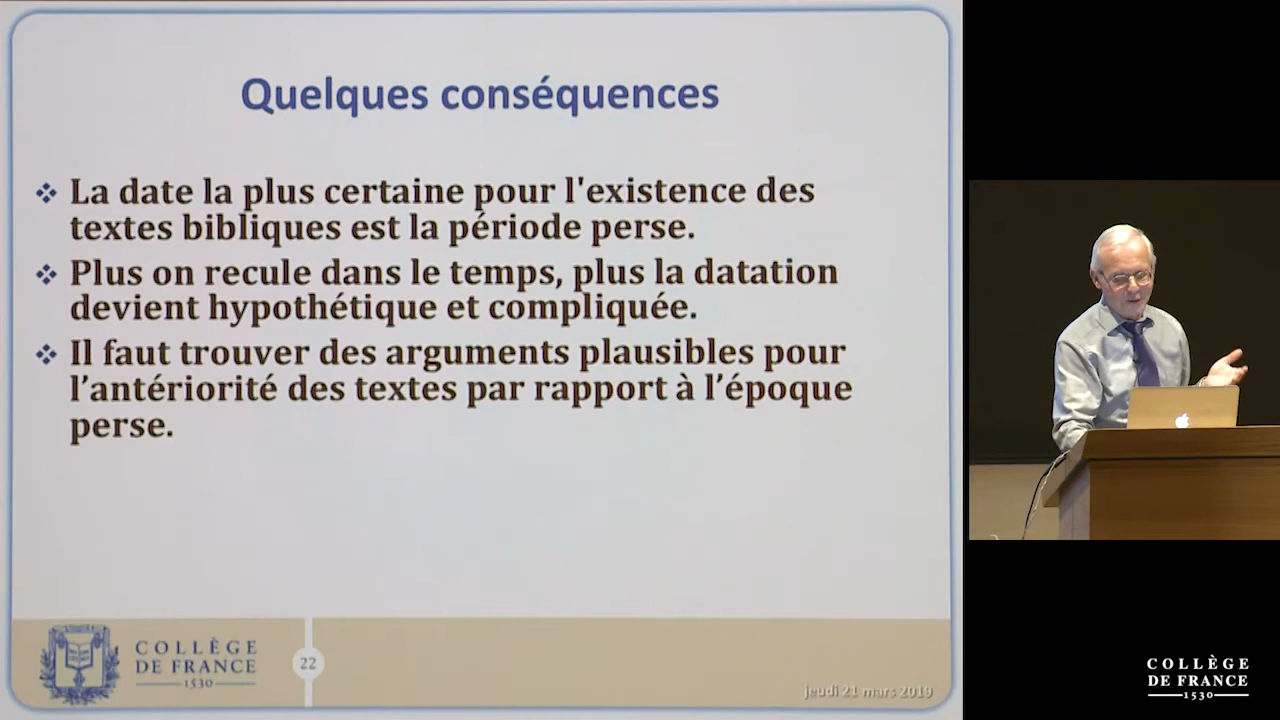 Quelques conséquences
La date la plus certaine pour l'existence des
textes bibliques est la période perse.
Plus on recule dans le temps, plus la datation
devient hypothétique et compliquée.
Il faut trouver des arguments plausibles pour
l’antériorité des textes par rapport à l’époque
perse.
COLLÈGE
DE FRANCE
1530
22
jeudi 21 mars 2019
COLLÈGE
DE FRANCE
1530